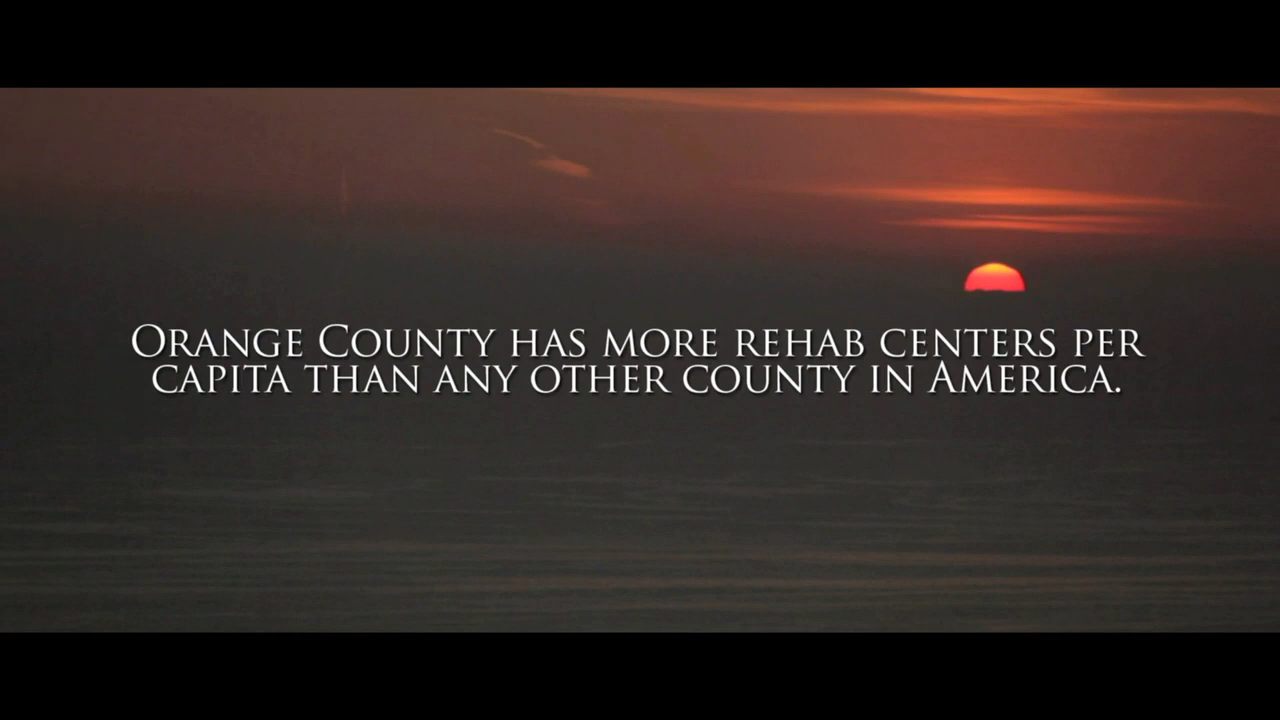 Orange County has more rehab centers per
capita than any other county in America.